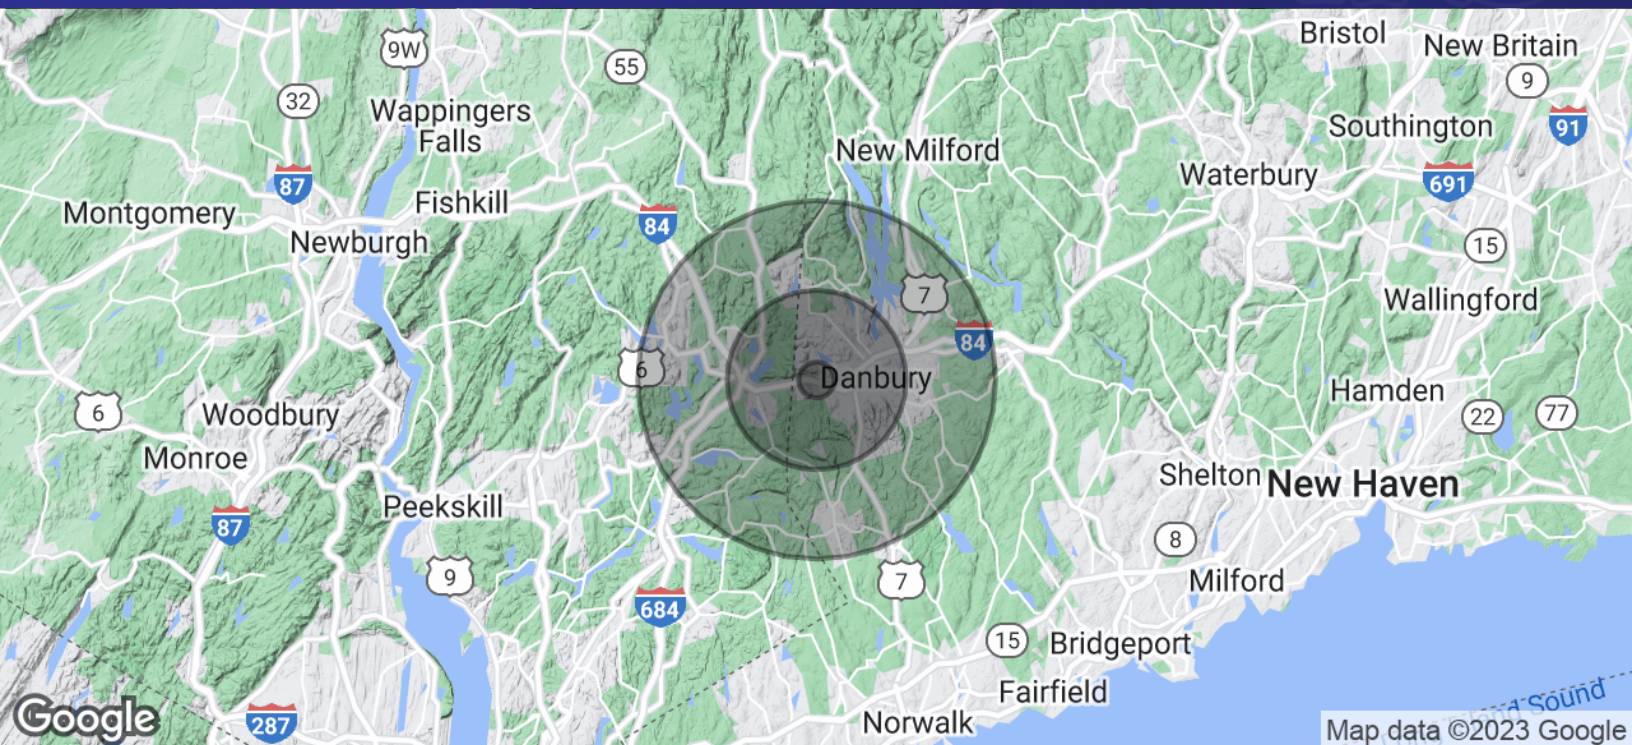 Bristol
New Britain
9W
55
9
32
Wappingers
Falls
Southington
91
New Milford
Waterbury
87
691
Fishkill
Montgomery
84
Newburgh
15
7
Wallingford
84
6
Danbury
Hamden
6
Woodbury
22
77
Monroe
Shelton
New Haven
Peekskill
87
8
9
7
Milford
684
15
Bridgeport
Fairfield
Sound
Google
287
Norwalk
Map data ©2023 Google